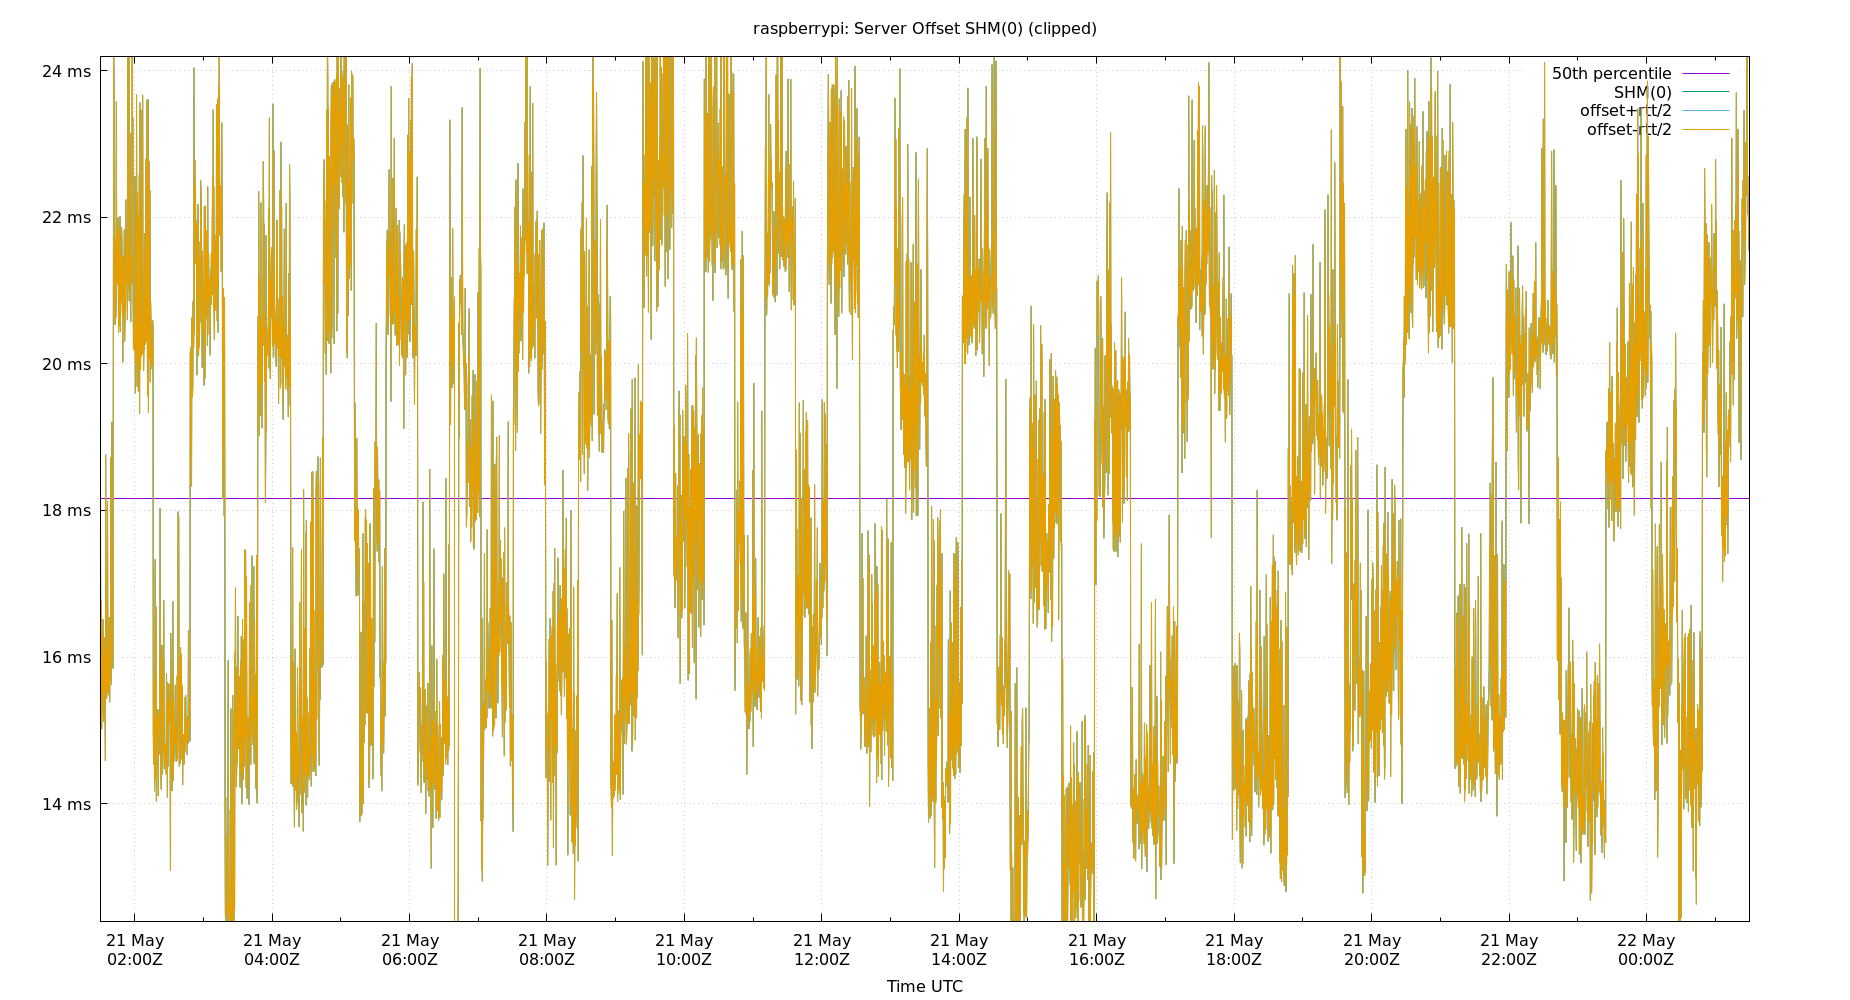 raspberrypi: Server Offset SHM(0) (clipped)
24 ms
22 ms
20 ms
18 ms
16 ms
14 ms
50th percentile
SHM(0)
offset+rtt/2
offset-rtt/2
21 May 02:00Z
21 May 04:00Z
21 May 06:00Z
21 May 08:00Z
21 May 10:00Z
21 May 12:00Z
21 May 14:00Z
21 May 16:00Z
21 May 18:00Z
21 May 20:00Z
21 May 22:00Z
22 May 00:00Z
Time UTC